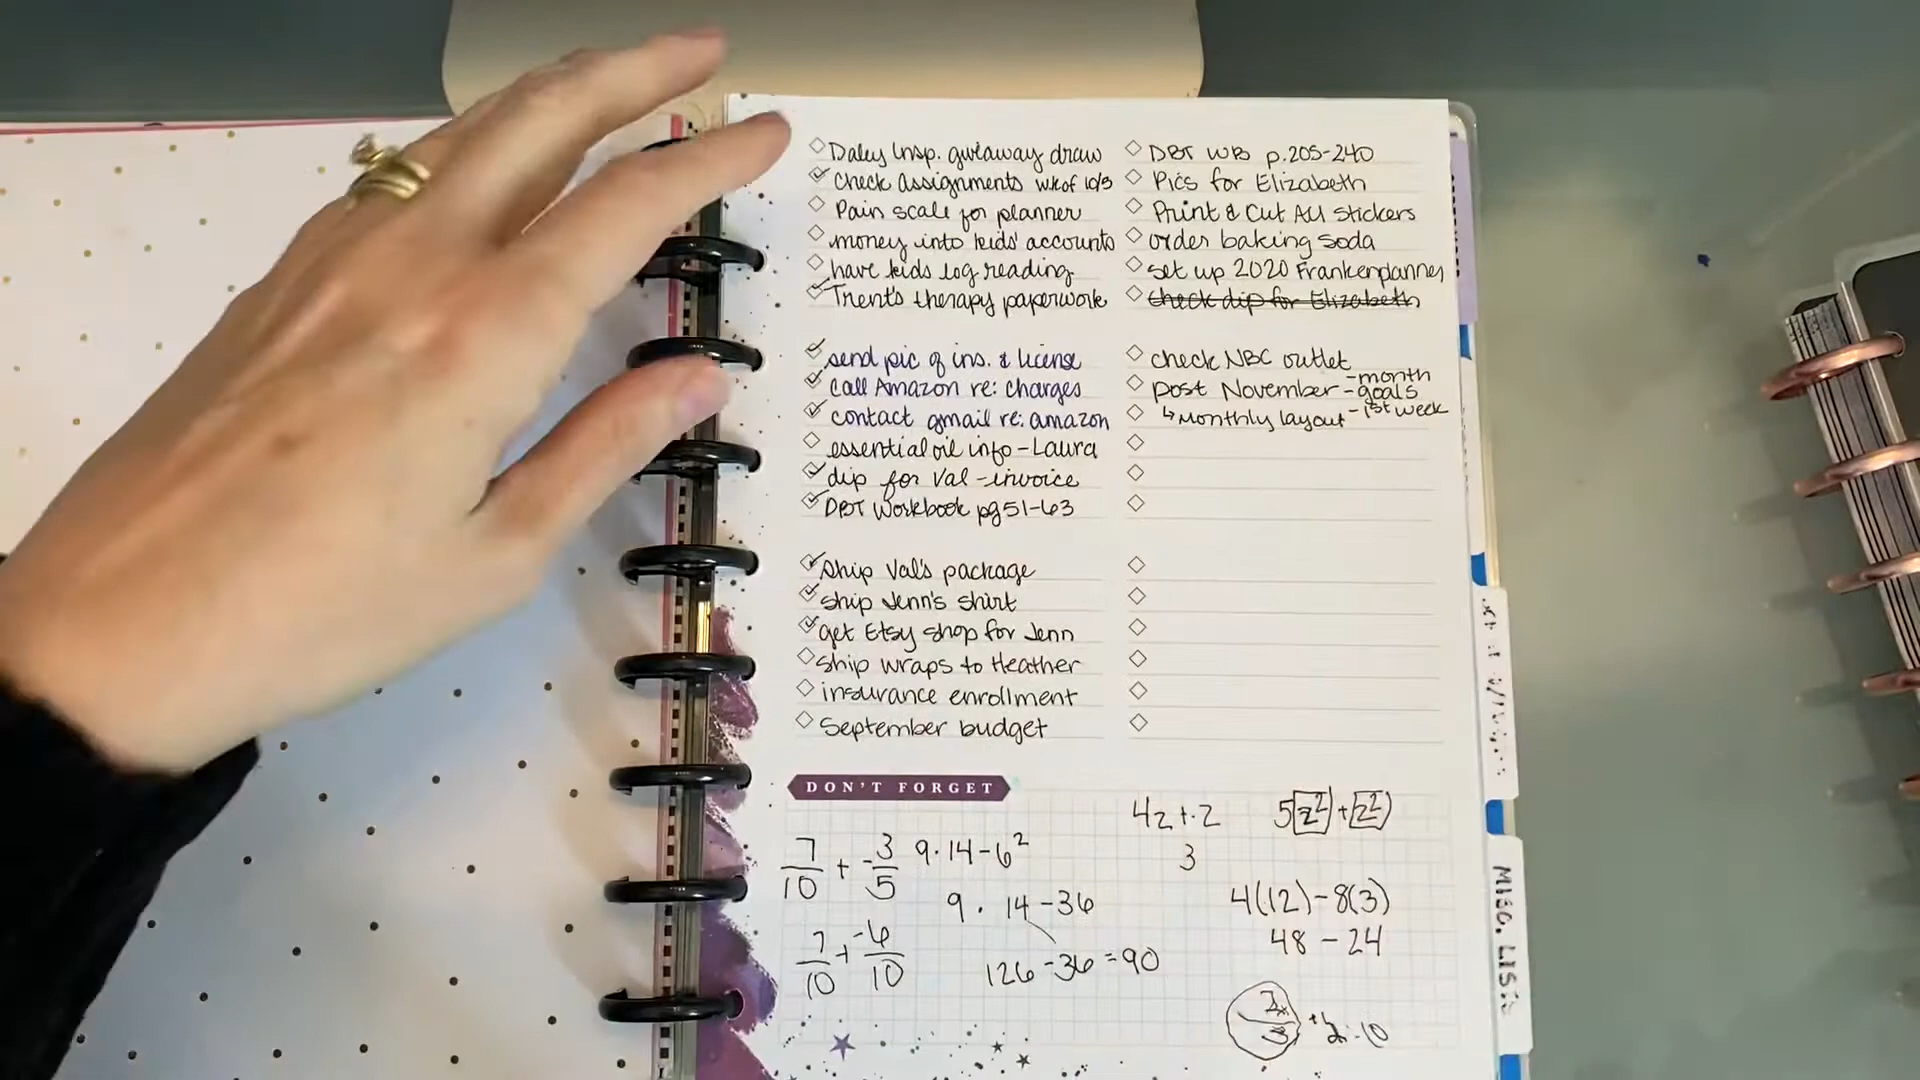 Daley Insp. giveaway draw
Check assignments wk of 10/3
Pain scale for planner
money into kids' accounts
have kids log reading
Trent's therapy paperwork
send pic of ins. & license
call Amazon re: charges
contact gmail re: amazon
essential oil info - Laura
dip for Val - invoice
DBT Workbook pg 51-63
Ship Val's package
ship Jenn's shirt
get Etsy shop for Jenn
ship wraps to Heather
insurance enrollment
September budget
DBT WB p.205-240
Pics for Elizabeth
Print & Cut AU stickers
order baking soda
set up 2020 Frankenplanner
check dip for Elizabeth
check NBC outlet
post November - month
- goals
↳ Monthly layout - 1st week
DON'T FORGET
7/10 + -3/5
7/10 + -6/10
9·14-6²
9 · 14 - 36
126 - 36 = 90
4z+2
3
5(z²)+(z²)
4(12)-8(3)
48 - 24
MISC. LISTS